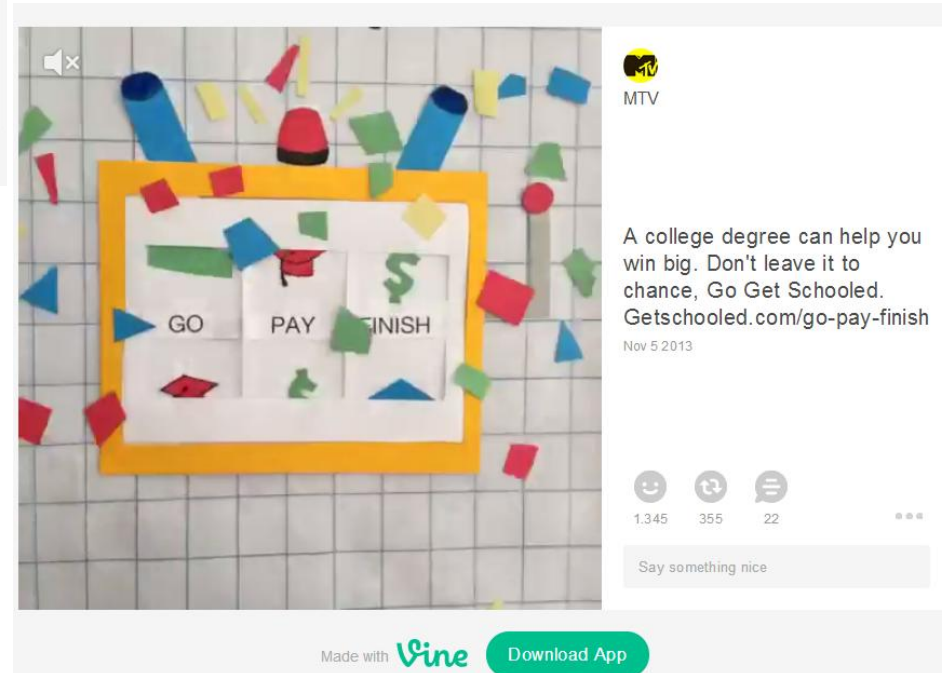 MTV
MTV
A college degree can help you
win big. Don't leave it to
chance, Go Get Schooled.
Getschooled.com/go-pay-finish
Nov 5 2013
GO PAY FINISH
1.345 355 22
Say something nice
Made with Vine Download App